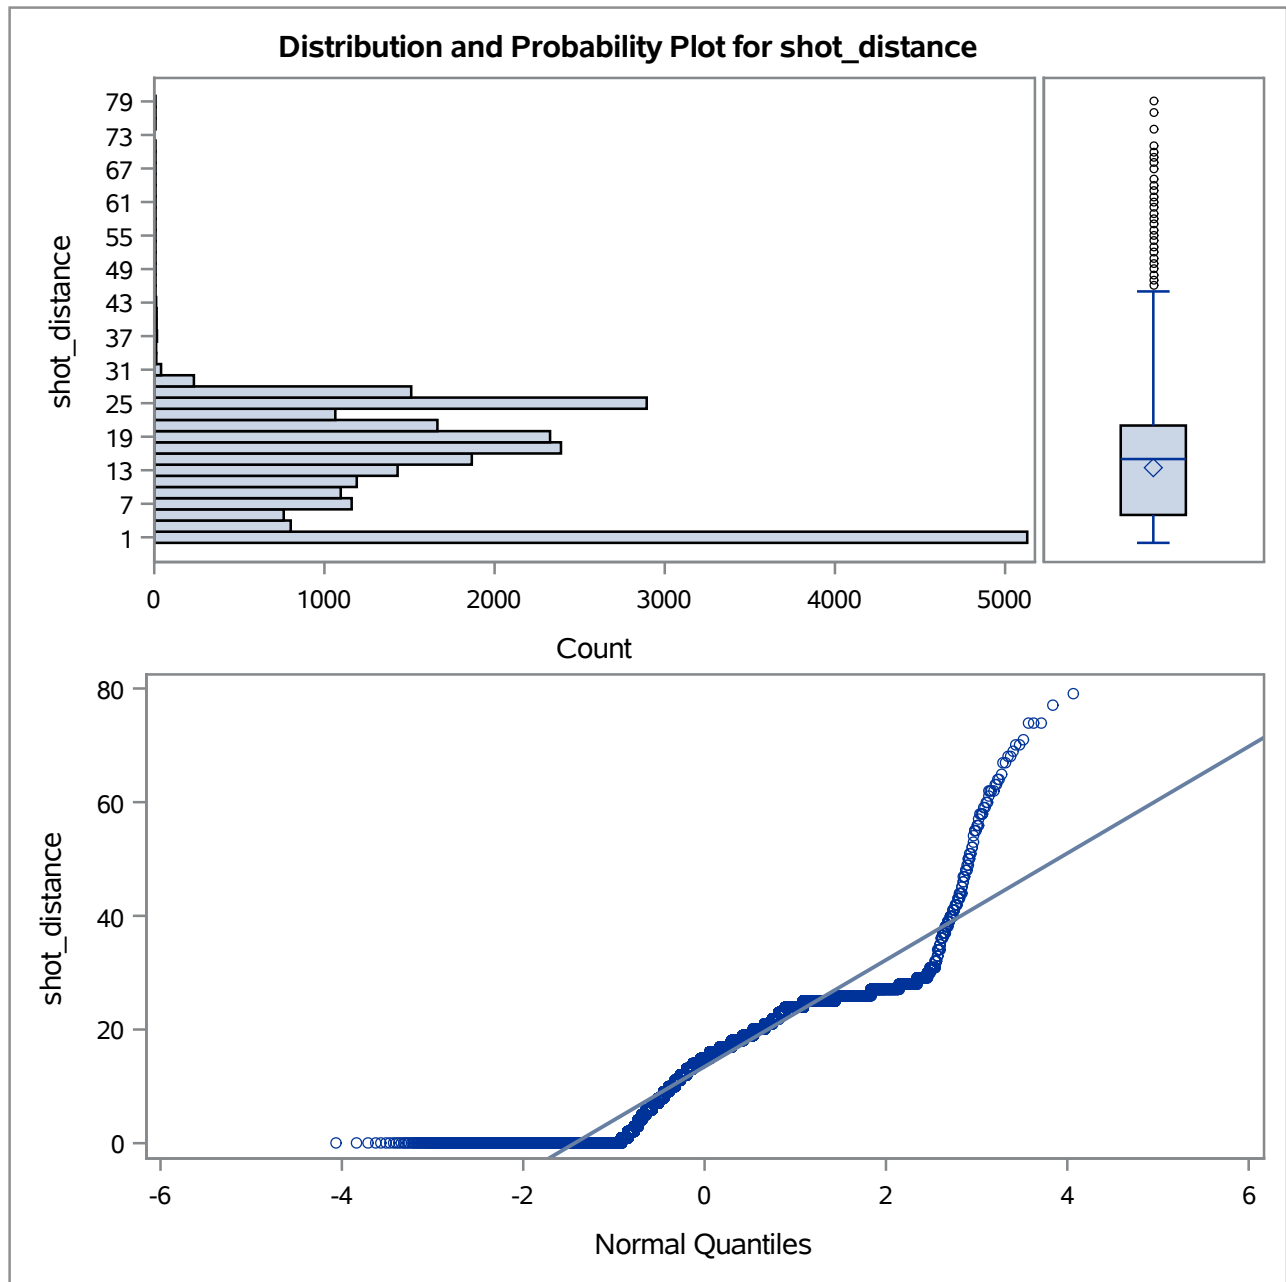 Distribution and Probability Plot for shot_distance
79
73
67
61
55
49
43
37
31
25
19
13
7
1
shot_distance
0 1000 2000 3000 4000 5000
Count
80
60
40
20
0
shot_distance
-6 -4 -2 0 2 4 6
Normal Quantiles